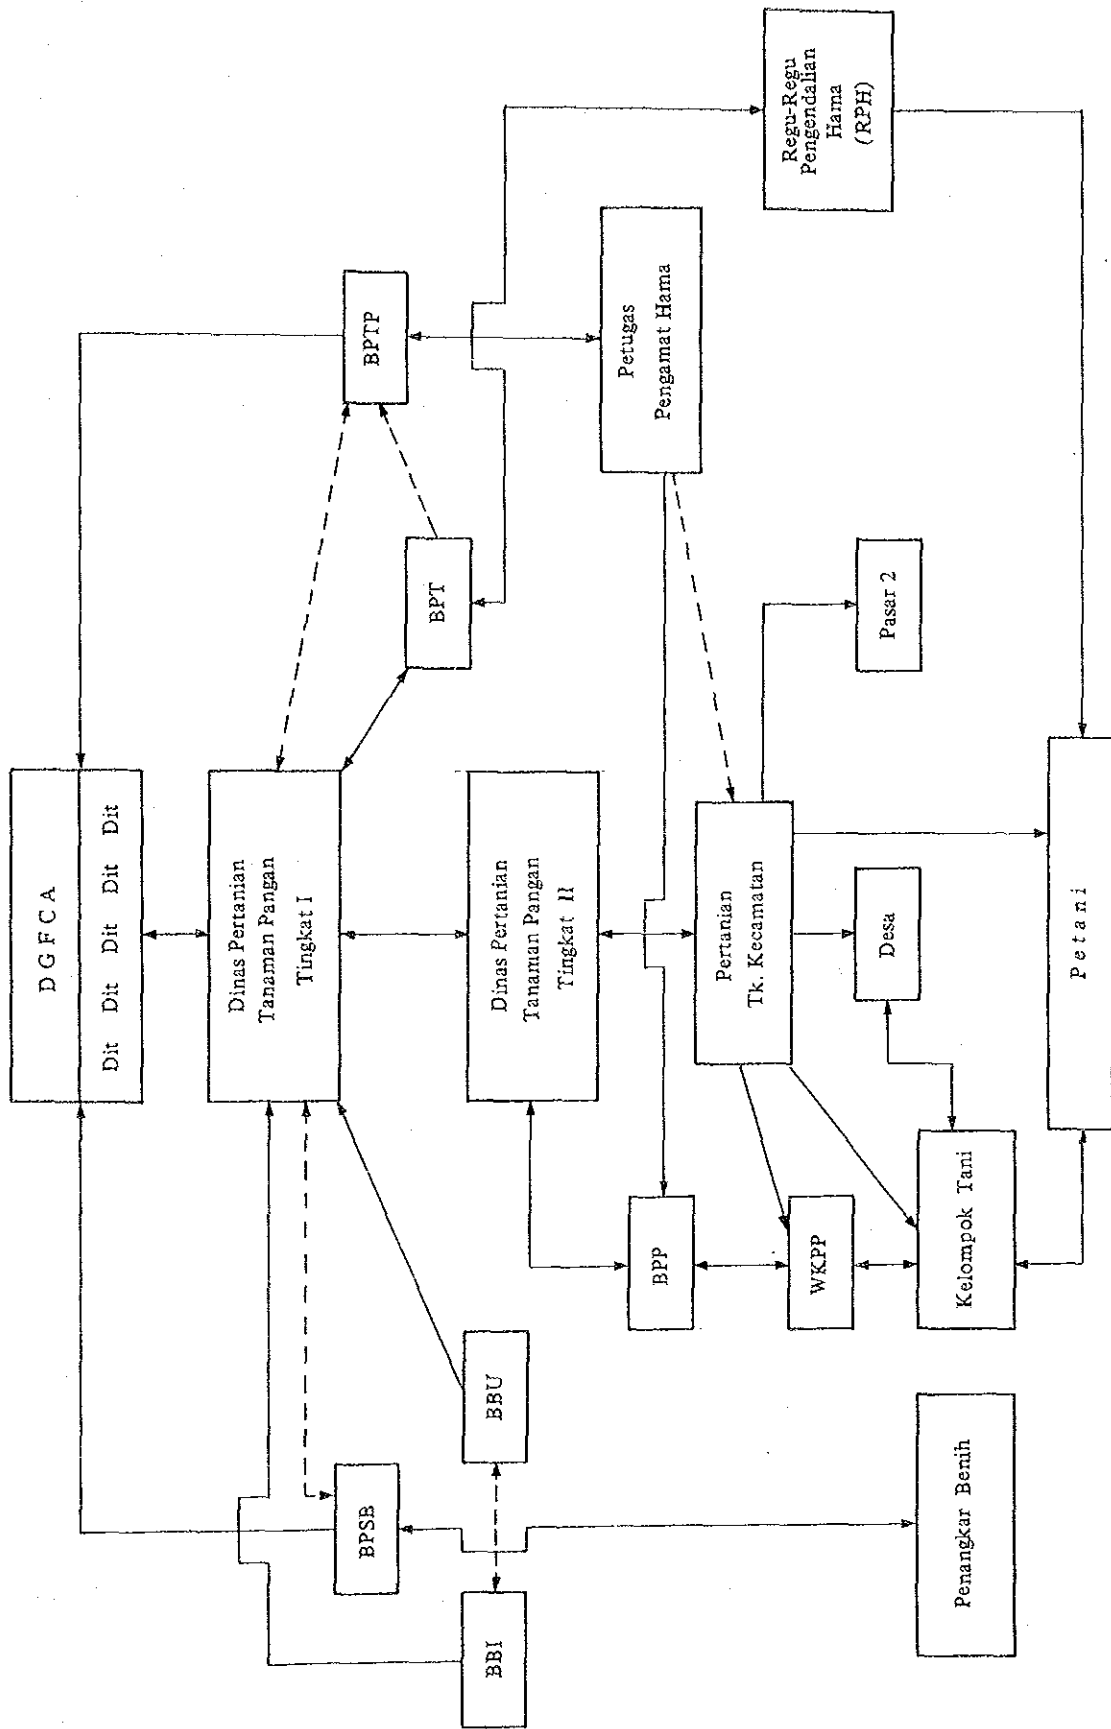 D G F C A
Dit Dit Dit Dit Dit
Dinas Pertanian
Tanaman Pangan
Tingkat I
BPSB
BPTP
BPT
BBI
BBU
Dinas Pertanian
Tanaman Pangan
Tingkat II
Petugas
Pengamat Hama
BPP
Pertanian
Tk. Kecamatan
Regu-Regu
Pengendalian
Hama
(RPH)
WKPP
Desa
Pasar 2
Penangkar Benih
Kelompok Tani
Petani